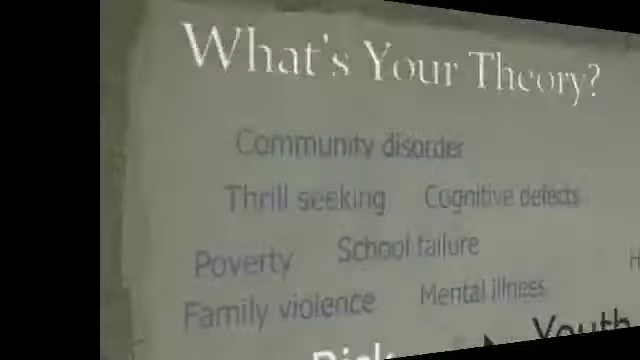 What's Your Theory?
Community disorder
Thrill seeking Cognitive defects
Poverty School failure
Family violence Mental illness
Youth